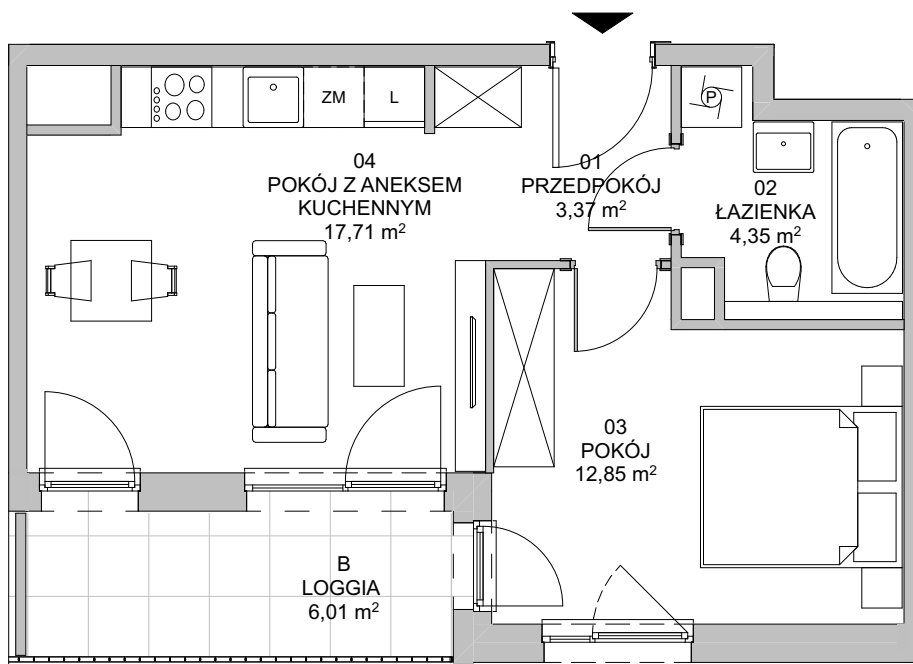 ZM
L
P
04
POKÓJ Z ANEKSEM
KUCHENNYM
17,71 m²
01
PRZEDPOKÓJ
3,37 m²
02
ŁAZIENKA
4,35 m²
03
POKÓJ
12,85 m²
B
LOGGIA
6,01 m²